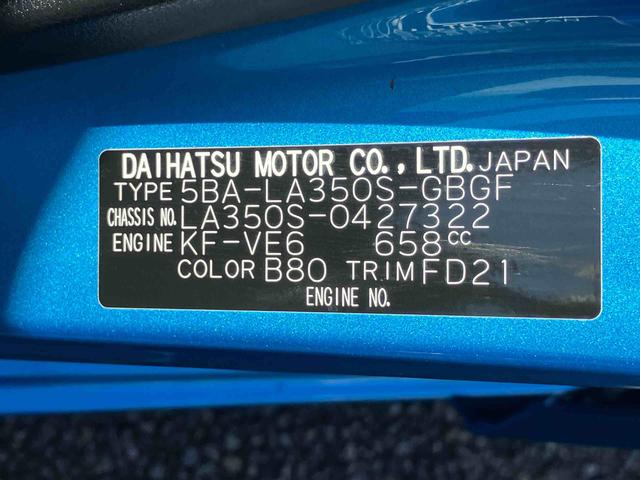 DAIHATSU MOTOR CO., LTD. JAPAN
TYPE 5BA-LA350S-GBGF
CHASSIS NO. LA350S-0427322
ENGINE KF-VE6 658cc
COLOR B80 TRIM FD21
ENGINE NO.